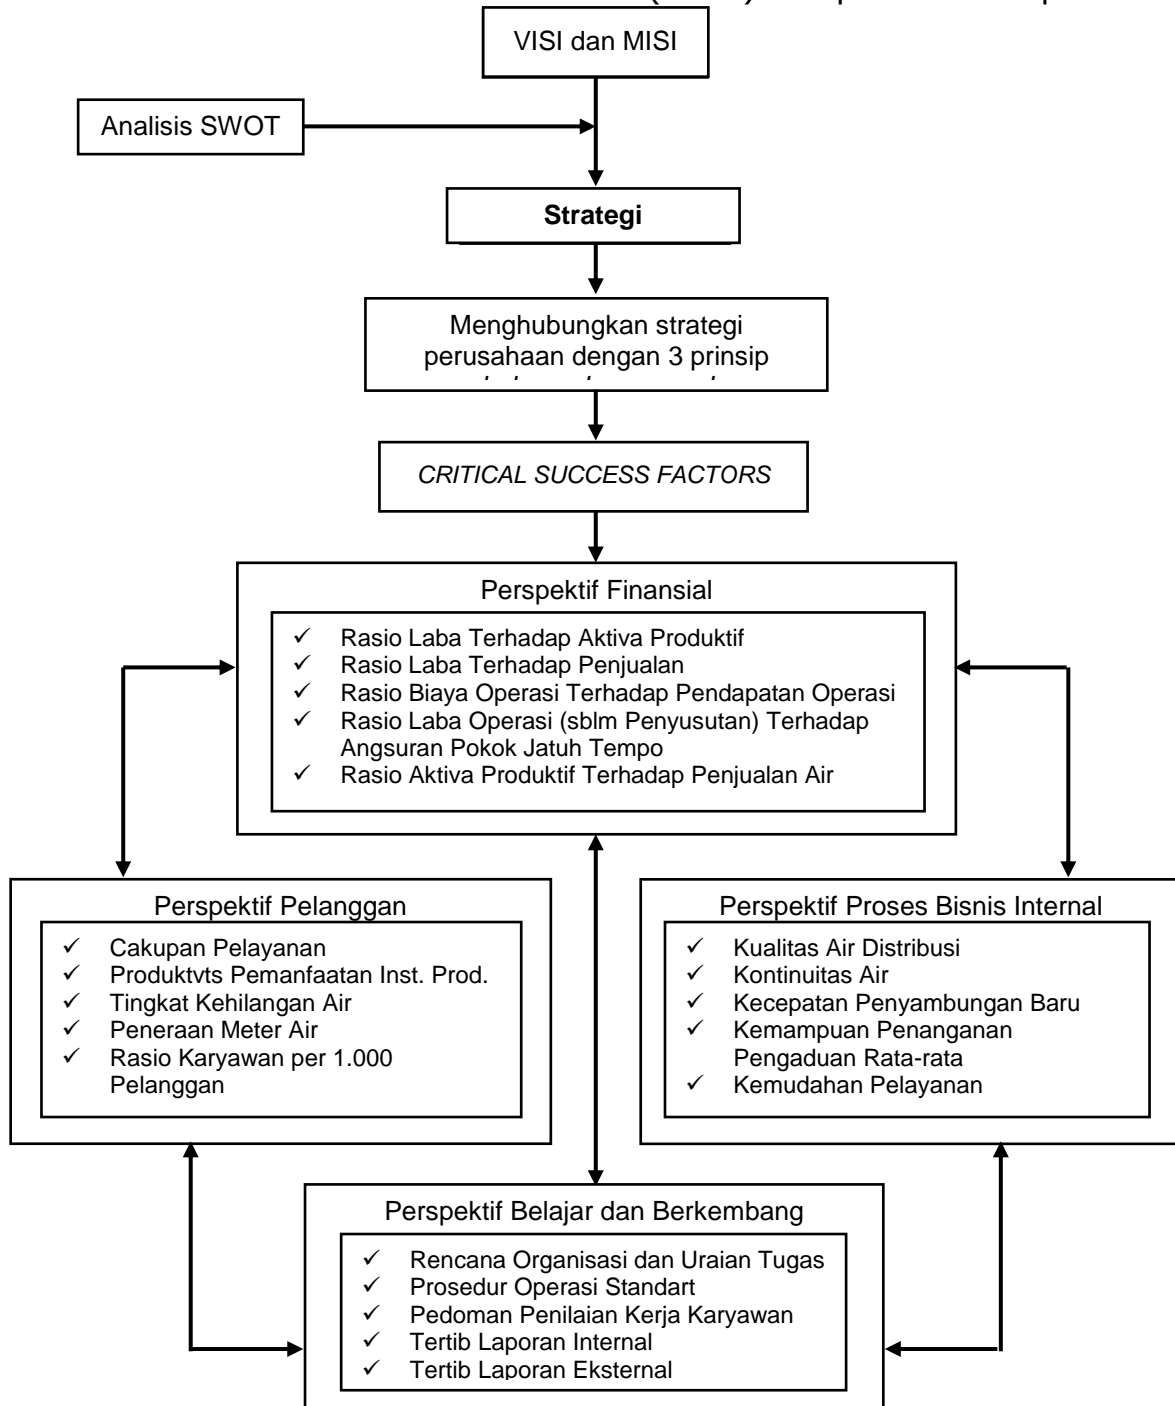 VISI dan MISI
Analisis SWOT
Strategi
Menghubungkan strategi
perusahaan dengan 3 prinsip
CRITICAL SUCCESS FACTORS
Perspektif Finansial
✓ Rasio Laba Terhadap Aktiva Produktif
✓ Rasio Laba Terhadap Penjualan
✓ Rasio Biaya Operasi Terhadap Pendapatan Operasi
✓ Rasio Laba Operasi (sblm Penyusutan) Terhadap
Angsuran Pokok Jatuh Tempo
✓ Rasio Aktiva Produktif Terhadap Penjualan Air
Perspektif Pelanggan
✓ Cakupan Pelayanan
✓ Produktvts Pemanfaatan Inst. Prod.
✓ Tingkat Kehilangan Air
✓ Peneraan Meter Air
✓ Rasio Karyawan per 1.000
Pelanggan
Perspektif Proses Bisnis Internal
✓ Kualitas Air Distribusi
✓ Kontinuitas Air
✓ Kecepatan Penyambungan Baru
✓ Kemampuan Penanganan
Pengaduan Rata-rata
✓ Kemudahan Pelayanan
Perspektif Belajar dan Berkembang
✓ Rencana Organisasi dan Uraian Tugas
✓ Prosedur Operasi Standart
✓ Pedoman Penilaian Kerja Karyawan
✓ Tertib Laporan Internal
✓ Tertib Laporan Eksternal